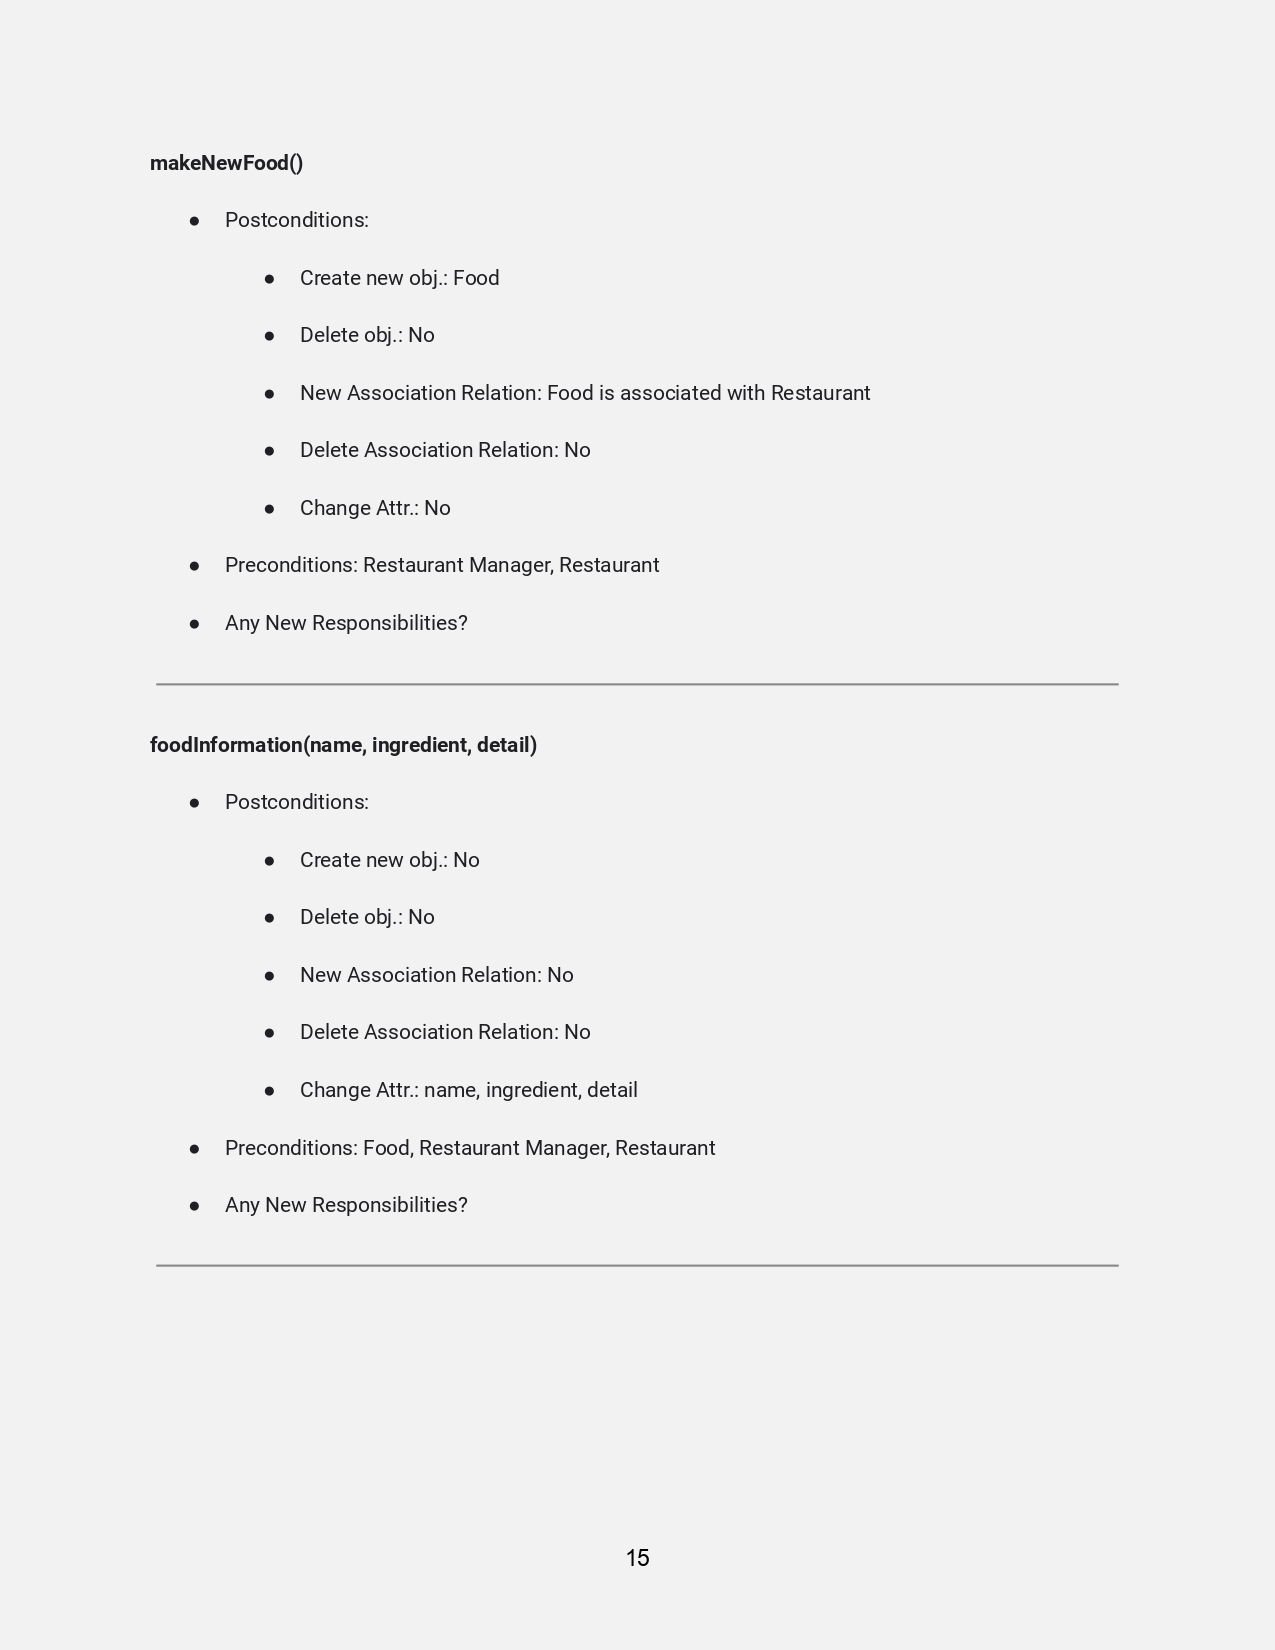 makeNewFood()
● Postconditions:
● Create new obj.: Food
● Delete obj.: No
● New Association Relation: Food is associated with Restaurant
● Delete Association Relation: No
● Change Attr.: No
● Preconditions: Restaurant Manager, Restaurant
● Any New Responsibilities?
foodInformation(name, ingredient, detail)
● Postconditions:
● Create new obj.: No
● Delete obj.: No
● New Association Relation: No
● Delete Association Relation: No
● Change Attr.: name, ingredient, detail
● Preconditions: Food, Restaurant Manager, Restaurant
● Any New Responsibilities?
15